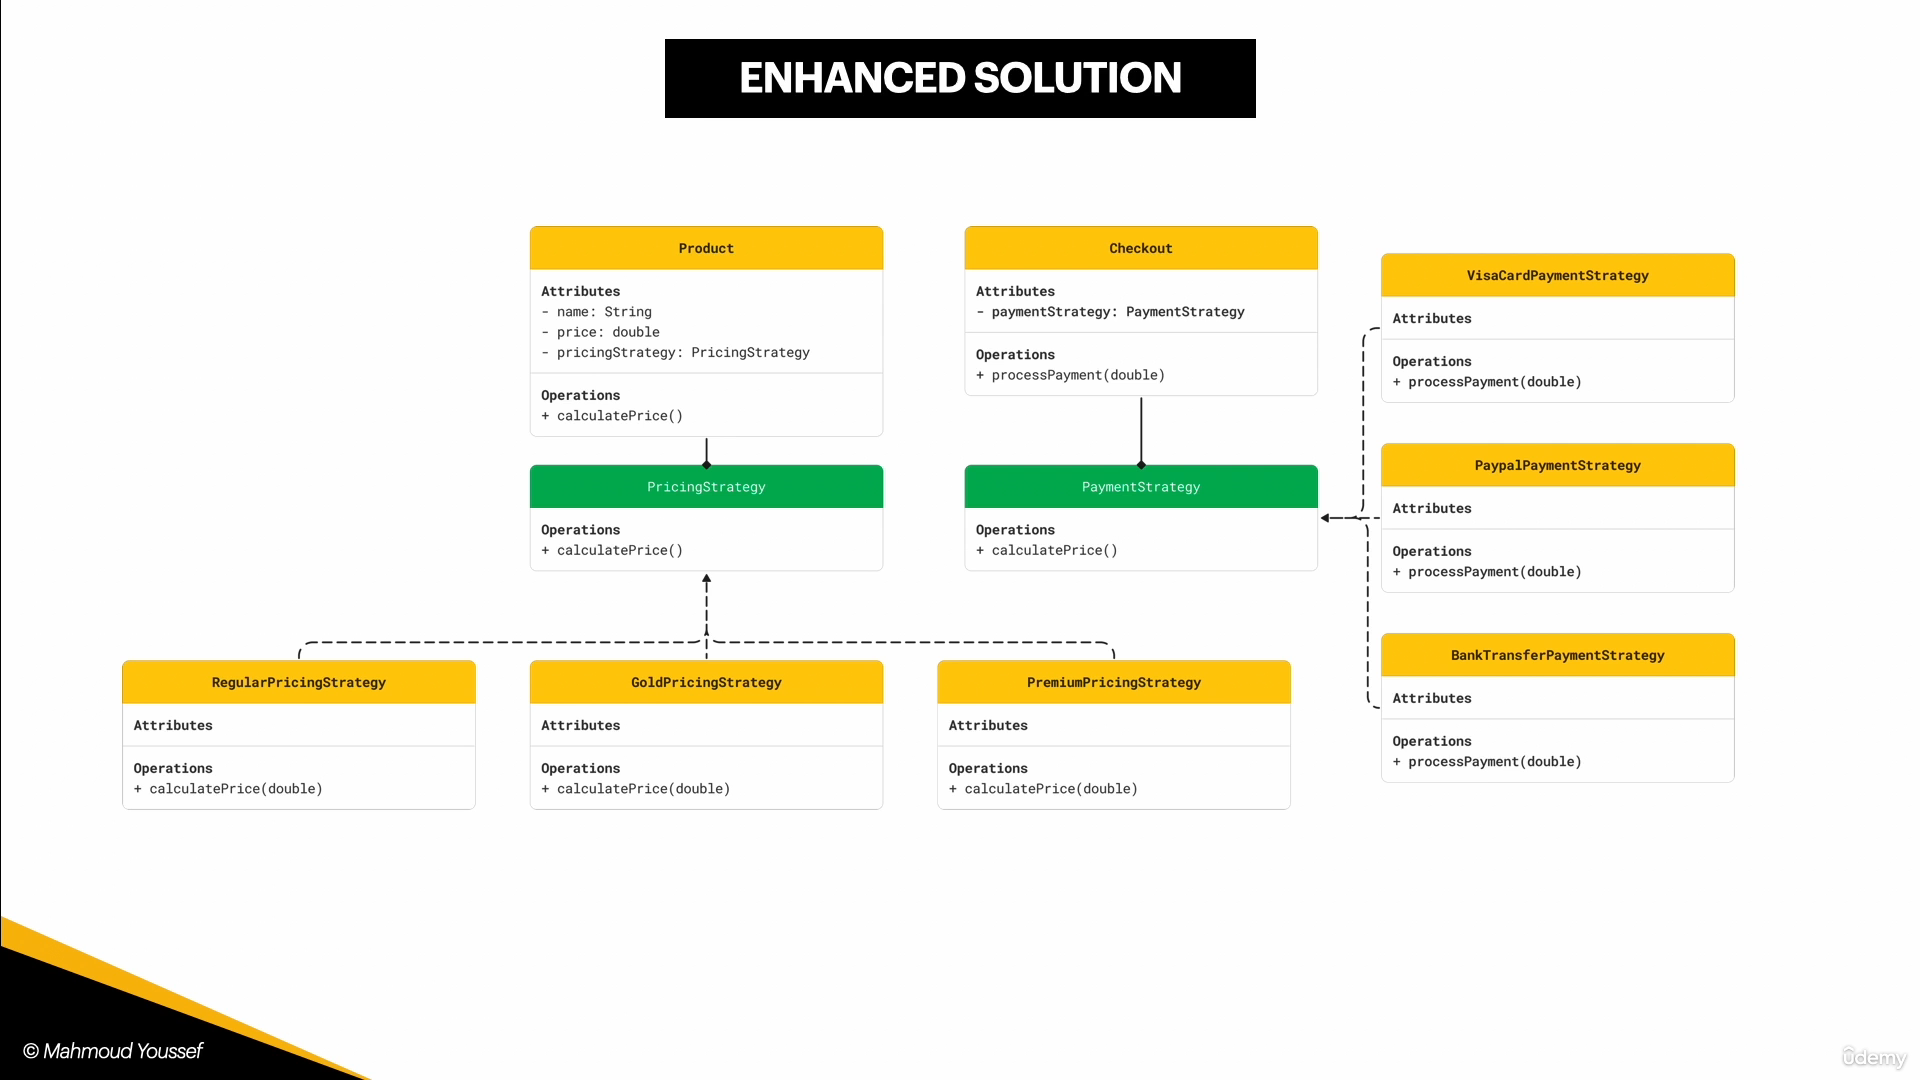 ENHANCED SOLUTION
Product
Attributes
- name: String
- price: double
- pricingStrategy: PricingStrategy
Operations
+ calculatePrice()
Checkout
Attributes
- paymentStrategy: PaymentStrategy
Operations
+ processPayment(double)
VisaCardPaymentStrategy
Attributes
Operations
+ processPayment(double)
PricingStrategy
Operations
+ calculatePrice()
PaymentStrategy
Operations
+ calculatePrice()
PaypalPaymentStrategy
Attributes
Operations
+ processPayment(double)
RegularPricingStrategy
Attributes
Operations
+ calculatePrice(double)
GoldPricingStrategy
Attributes
Operations
+ calculatePrice(double)
PremiumPricingStrategy
Attributes
Operations
+ calculatePrice(double)
BankTransferPaymentStrategy
Attributes
Operations
+ processPayment(double)
© Mahmoud Youssef
ûdemy